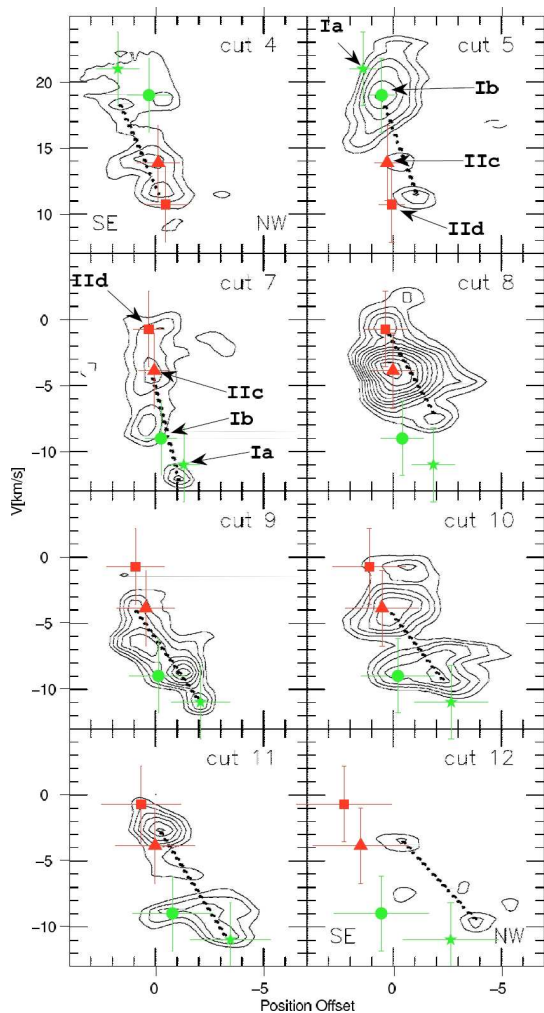 Ia
cut 4
cut 5
20
Ib
15
IIc
10
SE
NW
IId
IId
cut 7
cut 8
0
IIc
−5
Ib
−10
Ia
V[km/s]
cut 9
cut 10
0
−5
−10
cut 11
cut 12
0
−5
−10
SE
NW
0
−5
0
−5
Position Offset
Position Offset